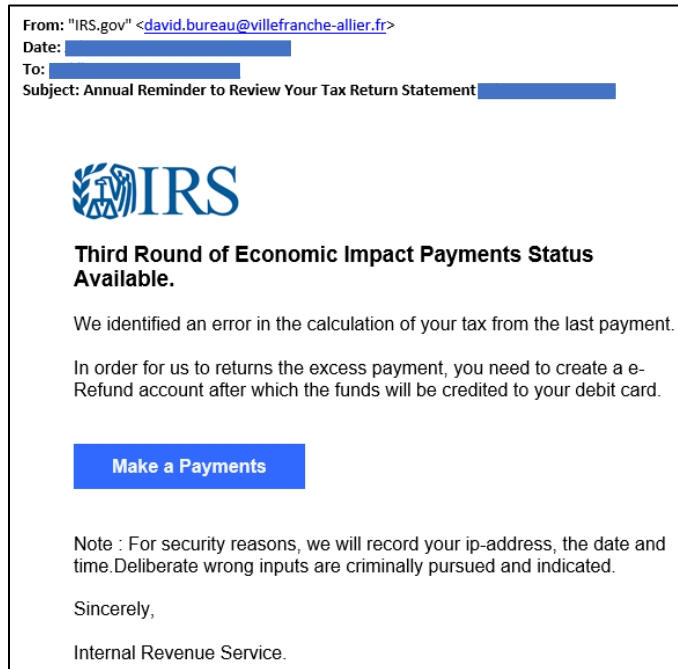 From: "IRS.gov" <david.bureau@villefranche-allier.fr>
Date:
To:
Subject: Annual Reminder to Review Your Tax Return Statement
IRS
Third Round of Economic Impact Payments Status
Available.
We identified an error in the calculation of your tax from the last payment.
In order for us to returns the excess payment, you need to create a e-
Refund account after which the funds will be credited to your debit card.
Make a Payments
Note : For security reasons, we will record your ip-address, the date and
time.Deliberate wrong inputs are criminally pursued and indicated.
Sincerely,
Internal Revenue Service.